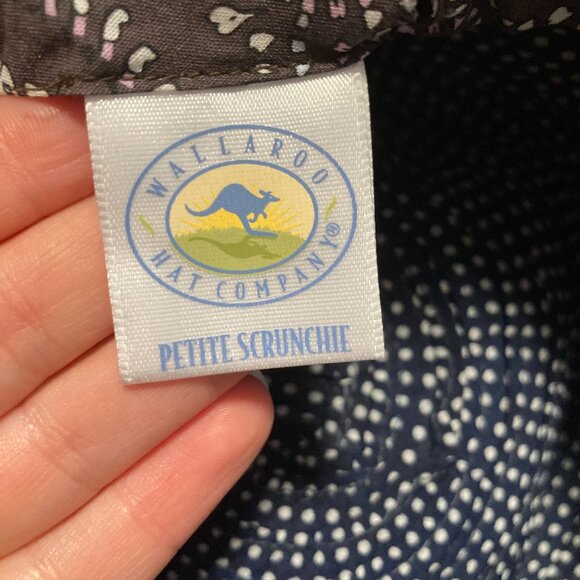 WALLAROO
HAT COMPANY®
PETITE SCRUNCHIE